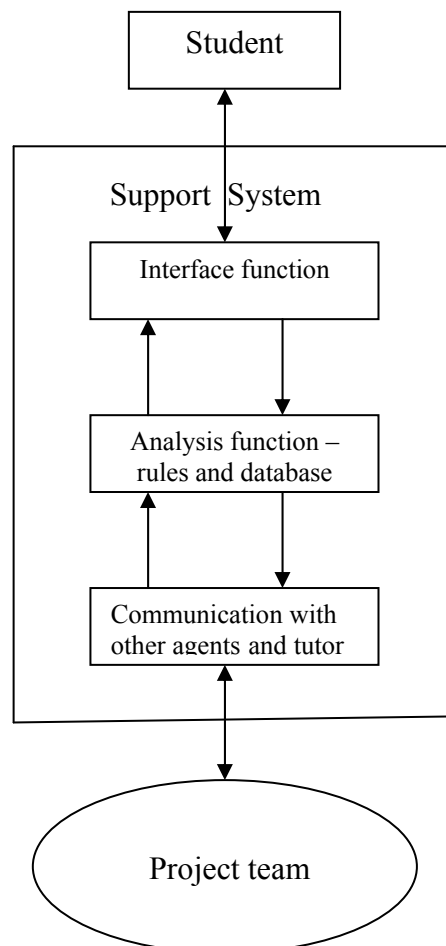 Student
Support System
Interface function
Analysis function –
rules and database
Communication with
other agents and tutor
Project team